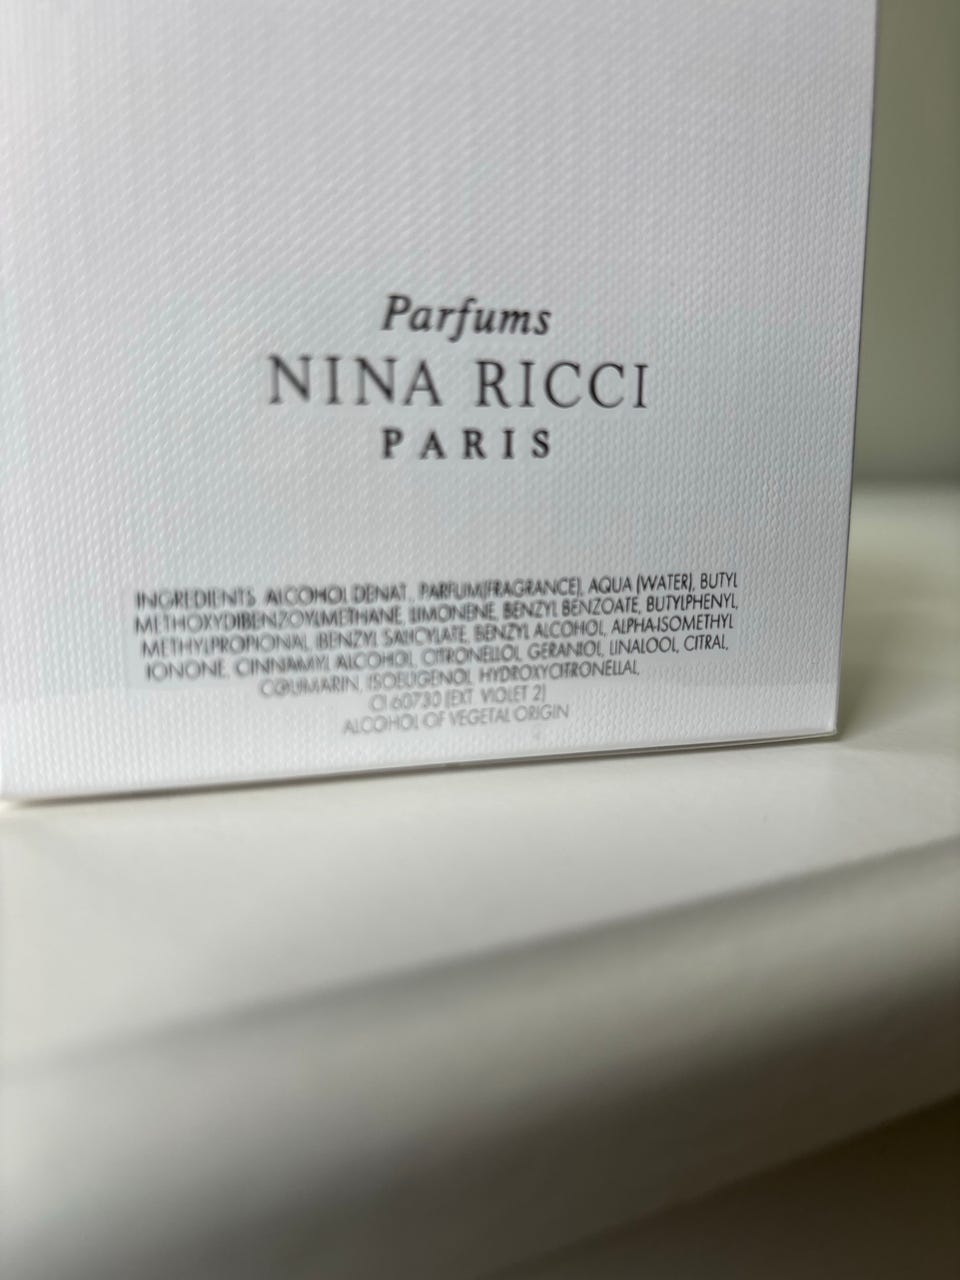 Parfums
NINA RICCI
PARIS
INGREDIENTS ALCOHOL DENAT., PARFUM(FRAGRANCE), AQUA (WATER), BUTYL
METHOXYDIBENZOYLMETHANE, LIMONENE, BENZYL BENZOATE, BUTYLPHENYL,
METHYLPROPIONAL, BENZYL SALICYLATE, BENZYL ALCOHOL, ALPHA-ISOMETHYL
IONONE, CINNAMYL ALCOHOL, CITRONELLOL, GERANIOL, LINALOOL, CITRAL,
COUMARIN, ISOEUGENOL, HYDROXYCITRONELLAL,
CI 60730 (EXT. VIOLET 2)
ALCOHOL OF VEGETAL ORIGIN